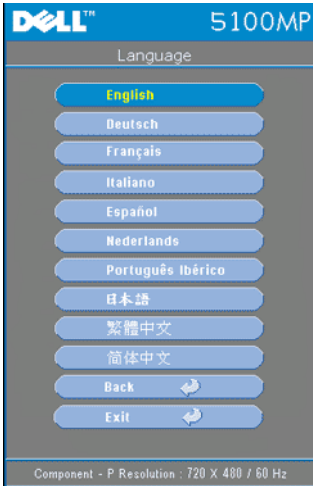 DELL™ 5100MP
Language
English
Deutsch
Français
Italiano
Español
Nederlands
Português Ibérico
日本語
繁體中文
简体中文
Back
Exit
Component - P Resolution : 720 X 480 / 60 Hz